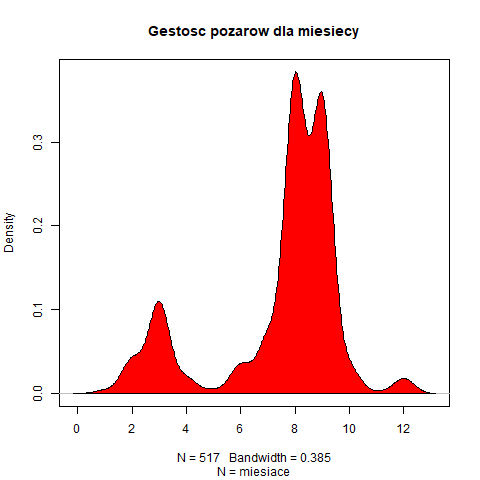 Gestosc pozarow dla miesiecy
Density
0.0 0.1 0.2 0.3
0 2 4 6 8 10 12
N = 517 Bandwidth = 0.385
N = miesiace